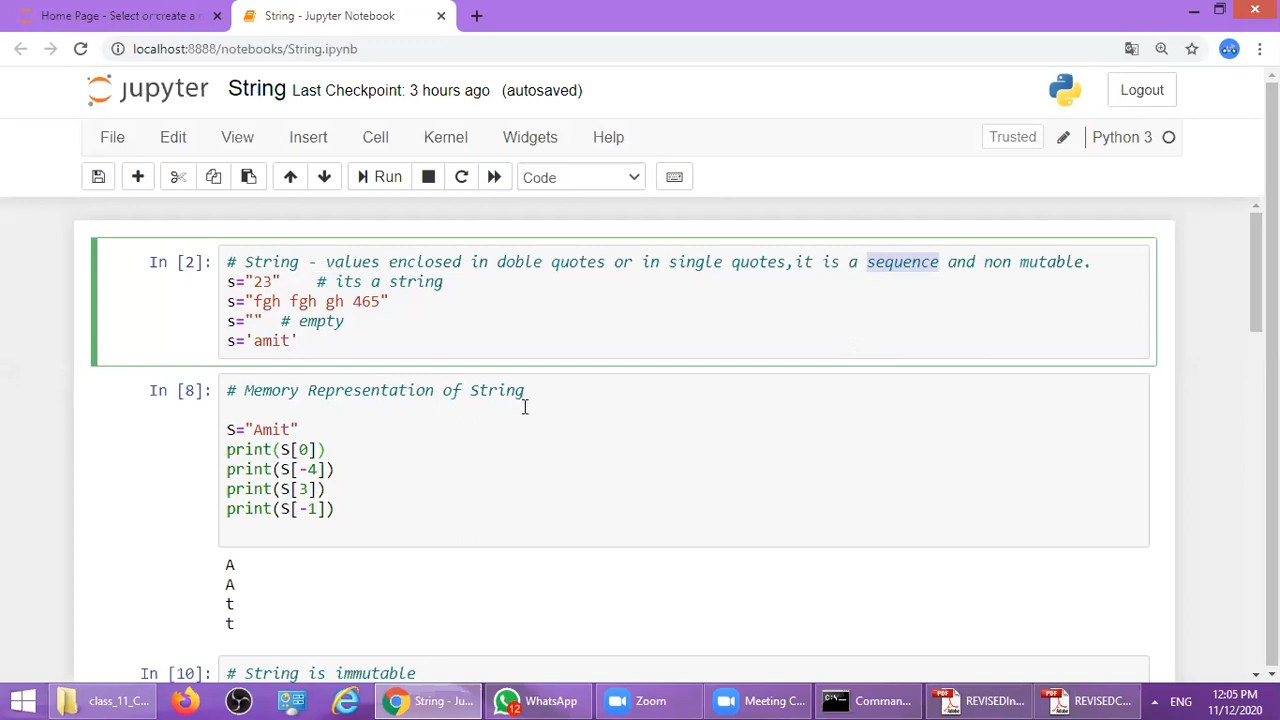 Home Page - Select or create a n
String - Jupyter Notebook
localhost:8888/notebooks/String.ipynb
jupyter String Last Checkpoint: 3 hours ago (autosaved)
Logout
File Edit View Insert Cell Kernel Widgets Help
Trusted Python 3
Run Code
In [2]: # String - values enclosed in doble quotes or in single quotes,it is a sequence and non mutable.
s="23" # its a string
s="fgh fgh gh 465"
s="" # empty
s='amit'
In [8]: # Memory Representation of String
S="Amit"
print(S[0])
print(S[-4])
print(S[3])
print(S[-1])
A
A
t
t
In [10]: # String is immutable
class_11_C... String - Ju... 12 WhatsApp Zoom Meeting C... Comman... REVISEDIn... REVISEDC... ENG 12:05 PM
11/12/2020